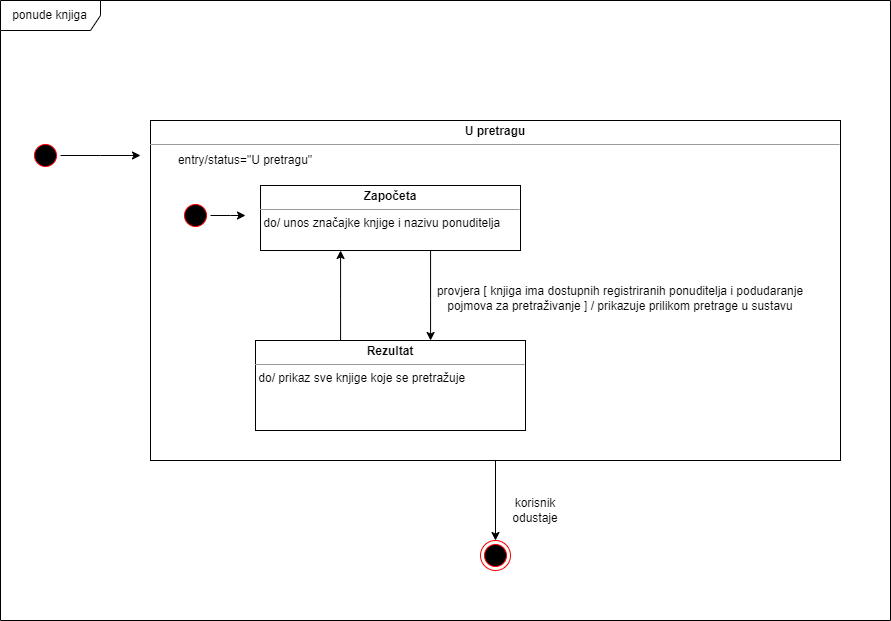 ponude knjiga
U pretragu
entry/status="U pretragu"
Započeta
do/ unos značajke knjige i nazivu ponuditelja
provjera [ knjiga ima dostupnih registriranih ponuditelja i podudaranje
pojmova za pretraživanje ] / prikazuje prilikom pretrage u sustavu
Rezultat
do/ prikaz sve knjige koje se pretražuje
korisnik
odustaje